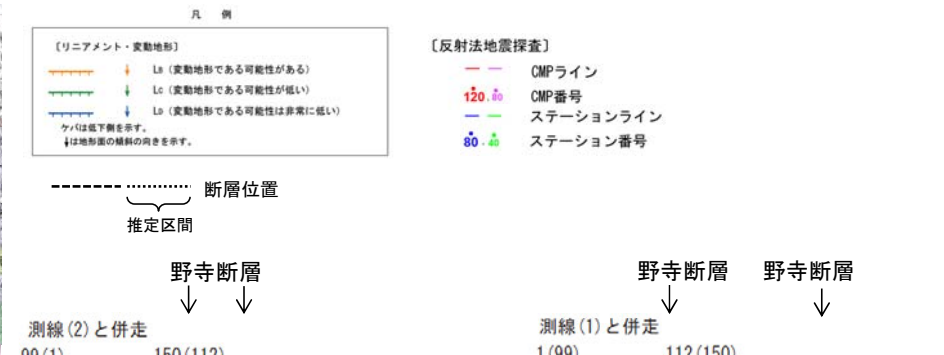 凡 例
〔リニアメント・変動地形〕
LB (変動地形である可能性がある)
LC (変動地形である可能性が低い)
LD (変動地形である可能性は非常に低い)
ケバは低下側を示す。
↓は地形面の傾斜の向きを示す。
〔反射法地震探査〕
CMPライン
120 . 80 CMP番号
ステーションライン
80 - 40 ステーション番号
断層位置
推定区間
野寺断層
野寺断層 野寺断層
測線(2)と併走
99(1) 150(112)
測線(1)と併走
1(99) 112(150)